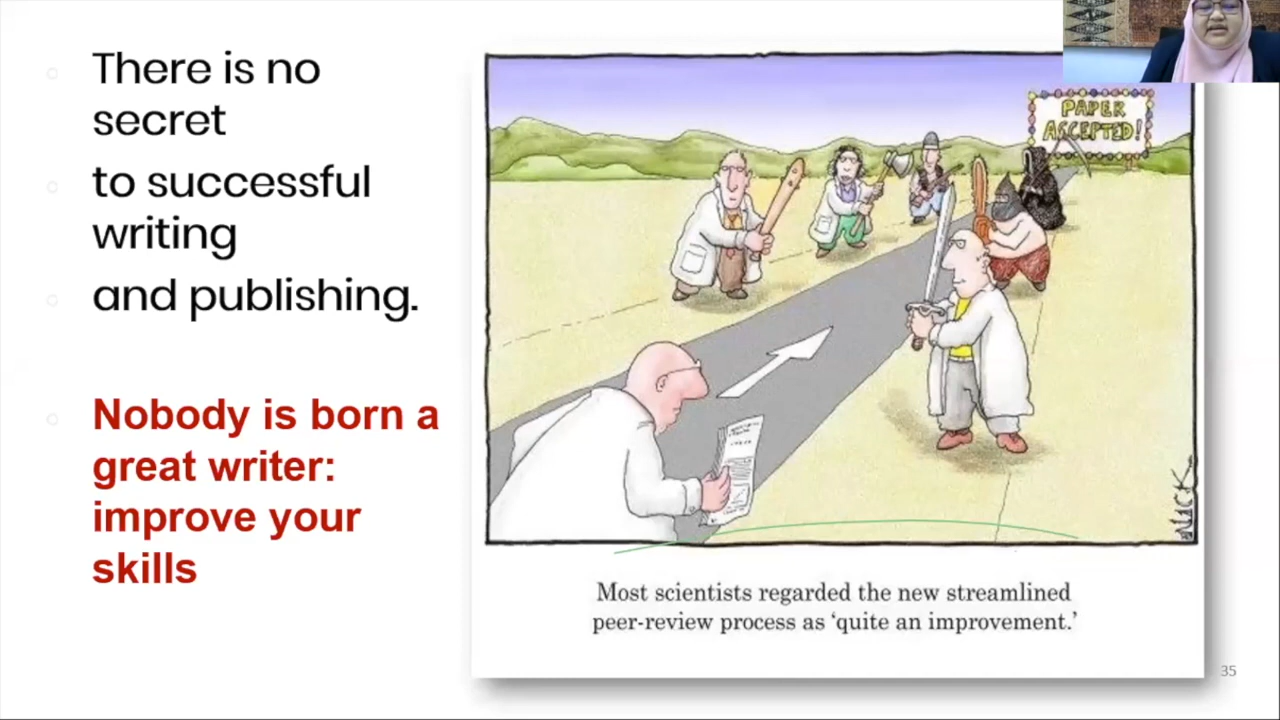 There is no
secret
to successful
writing
and publishing.
Nobody is born a
great writer:
improve your
skills
PAPER
ACCEPTED!
NICK
Most scientists regarded the new streamlined
peer-review process as ‘quite an improvement.’
35